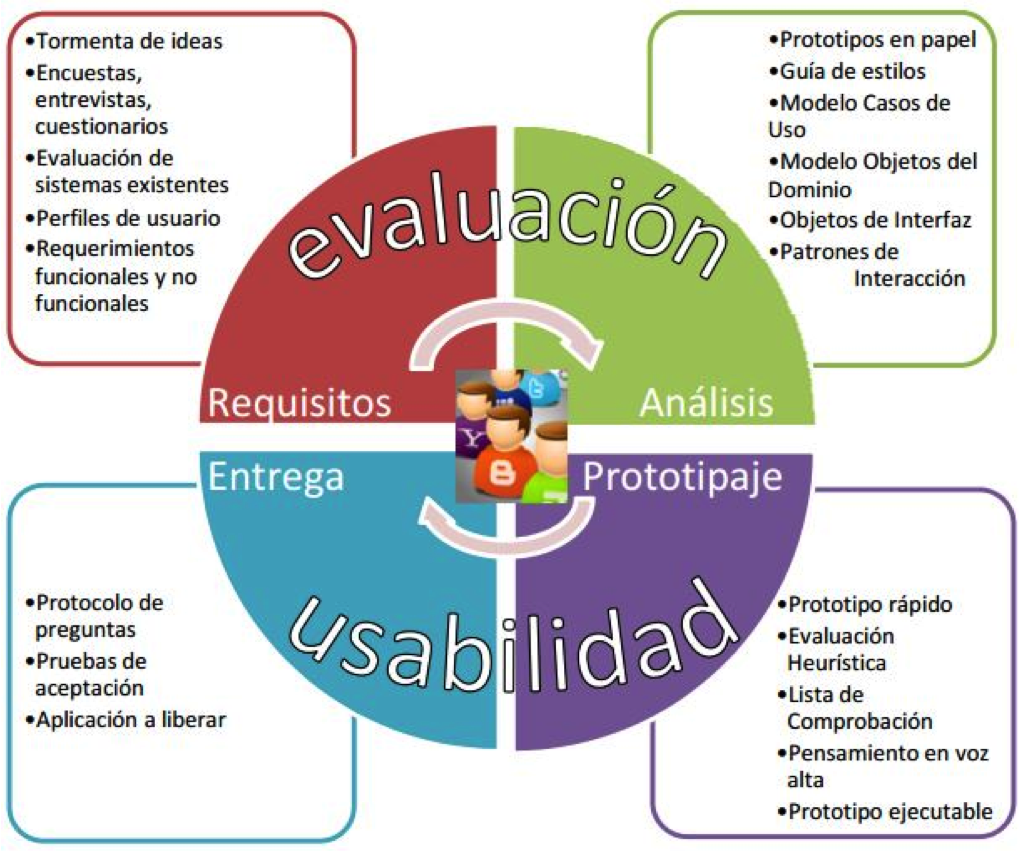 •Tormenta de ideas
•Encuestas,
entrevistas,
cuestionarios
•Evaluación de
sistemas existentes
•Perfiles de usuario
•Requerimientos
funcionales y no
funcionales
•Prototipos en papel
•Guía de estilos
•Modelo Casos de
Uso
•Modelo Objetos del
Dominio
•Objetos de Interfaz
•Patrones de
Interacción
evaluación
Requisitos
Análisis
Entrega
Prototipaje
usabilidad
•Protocolo de
preguntas
•Pruebas de
aceptación
•Aplicación a liberar
•Prototipo rápido
•Evaluación
Heurística
•Lista de
Comprobación
•Pensamiento en voz
alta
•Prototipo ejecutable